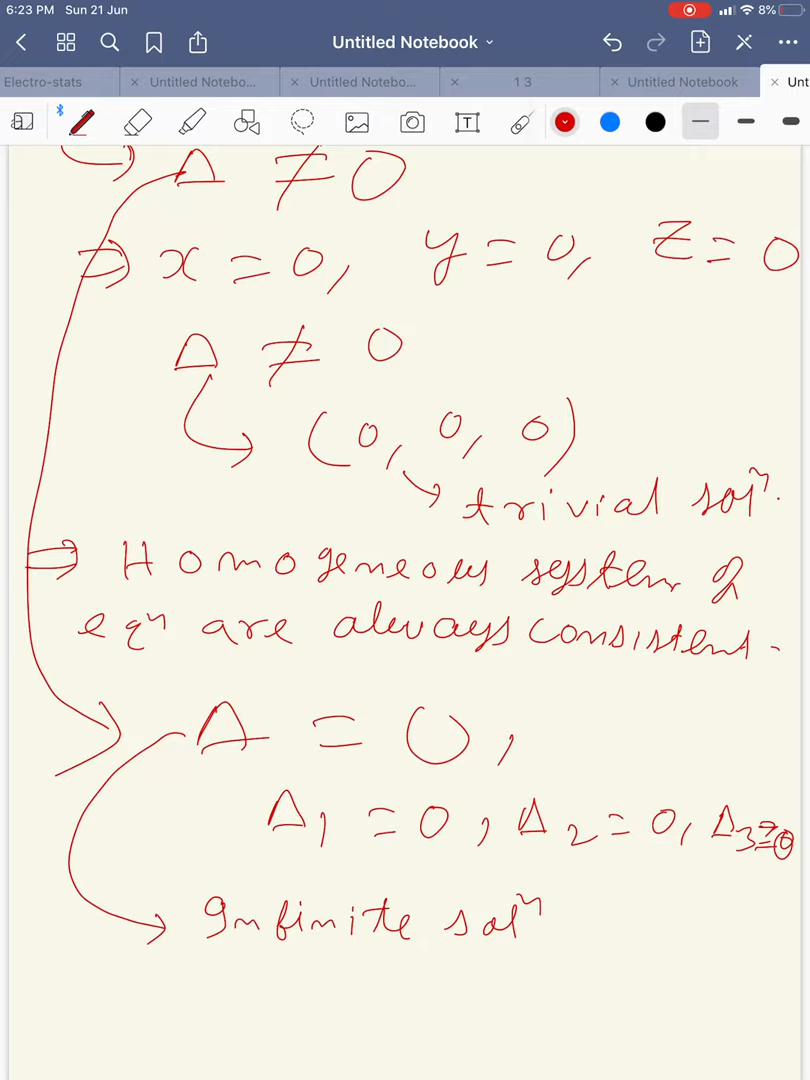 6:23 PM Sun 21 Jun 8%
Untitled Notebook
Electro-stats Untitled Notebo... Untitled Notebo... 1 3 Untitled Notebook Unt
Δ ≠ 0
⇒ x = 0, y = 0, z = 0
Δ ≠ 0
(0, 0, 0)
trivial solⁿ.
⇒ Homogeneous system of
eqⁿ are always consistent.
Δ = 0,
Δ₁ = 0, Δ₂ = 0, Δ₃ = 0
Infinite solⁿ